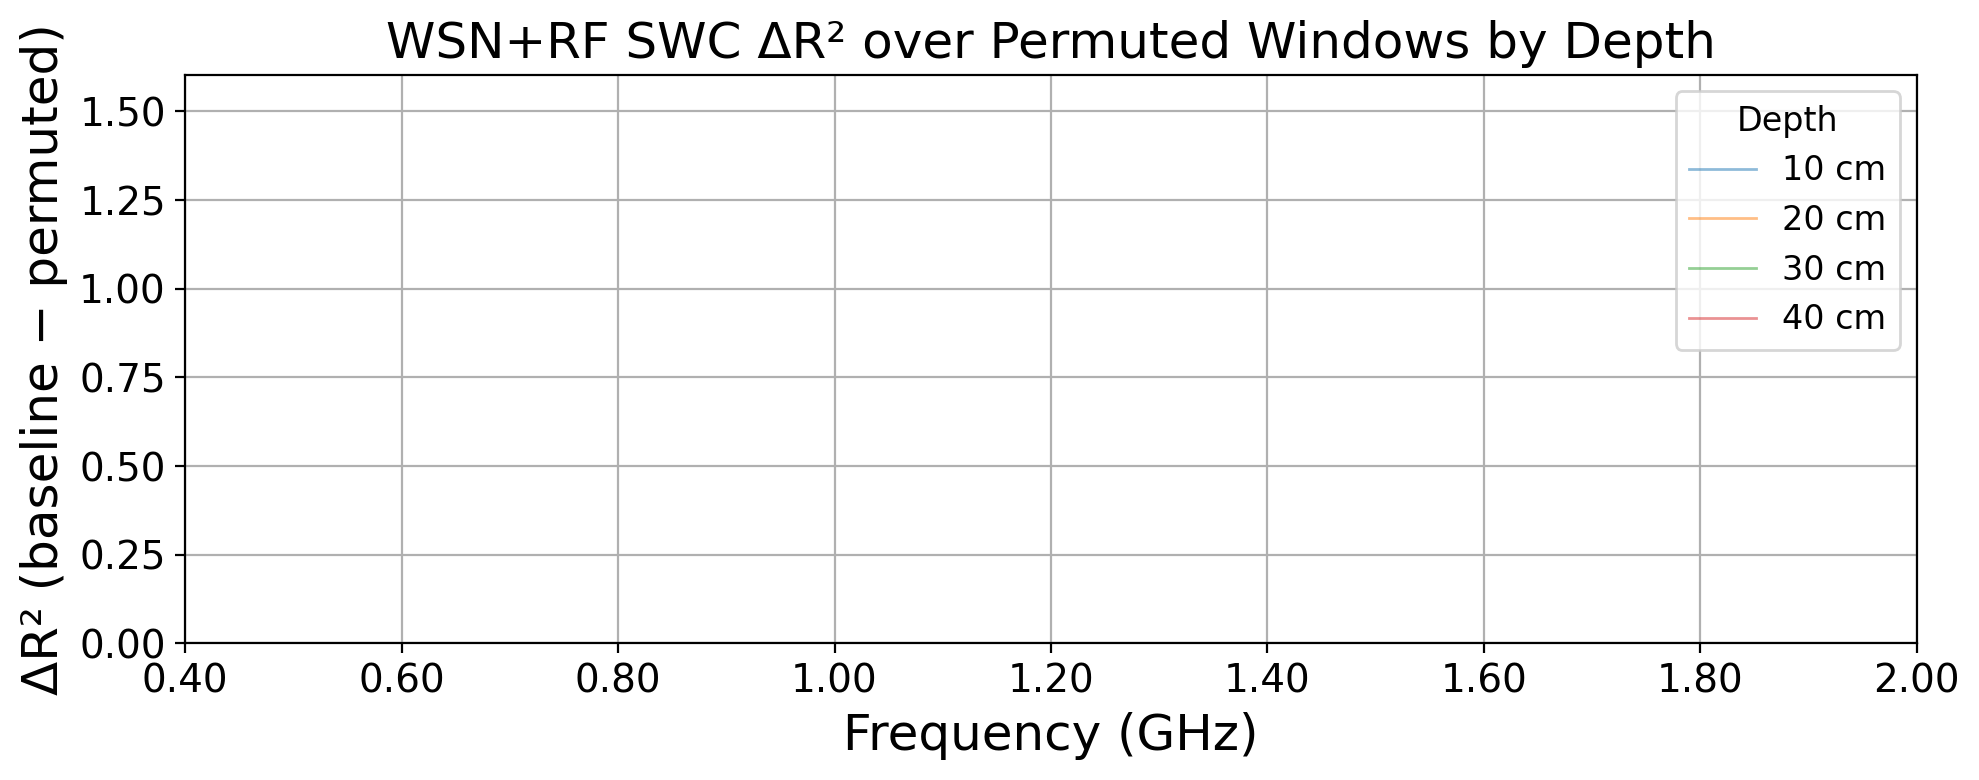 WSN+RF SWC ΔR² over Permuted Windows by Depth
ΔR² (baseline − permuted)
1.50
1.25
1.00
0.75
0.50
0.25
0.00
Depth
10 cm
20 cm
30 cm
40 cm
0.40 0.60 0.80 1.00 1.20 1.40 1.60 1.80 2.00
Frequency (GHz)